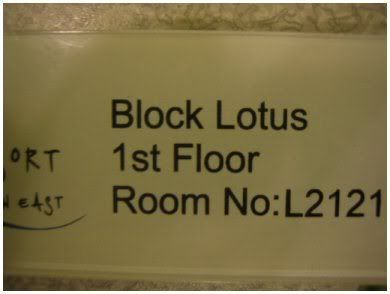 Block Lotus
1st Floor
Room No:L2121
ORT
EAST